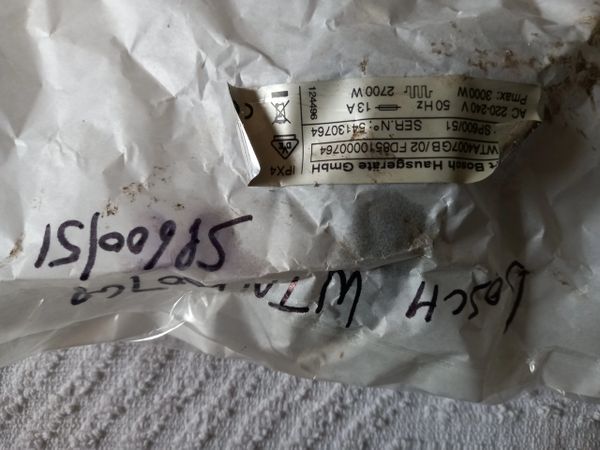 BOSCH WTA4007GB
SP600/51
r Bosch Hausgeräte GmbH IPX4
WTA4007GB /02 FD8510000764
SP600/51 SER.N°: 54130764
AC 220-240 V 50 Hz 13 A
Pmax: 3000W 2700 W 124496